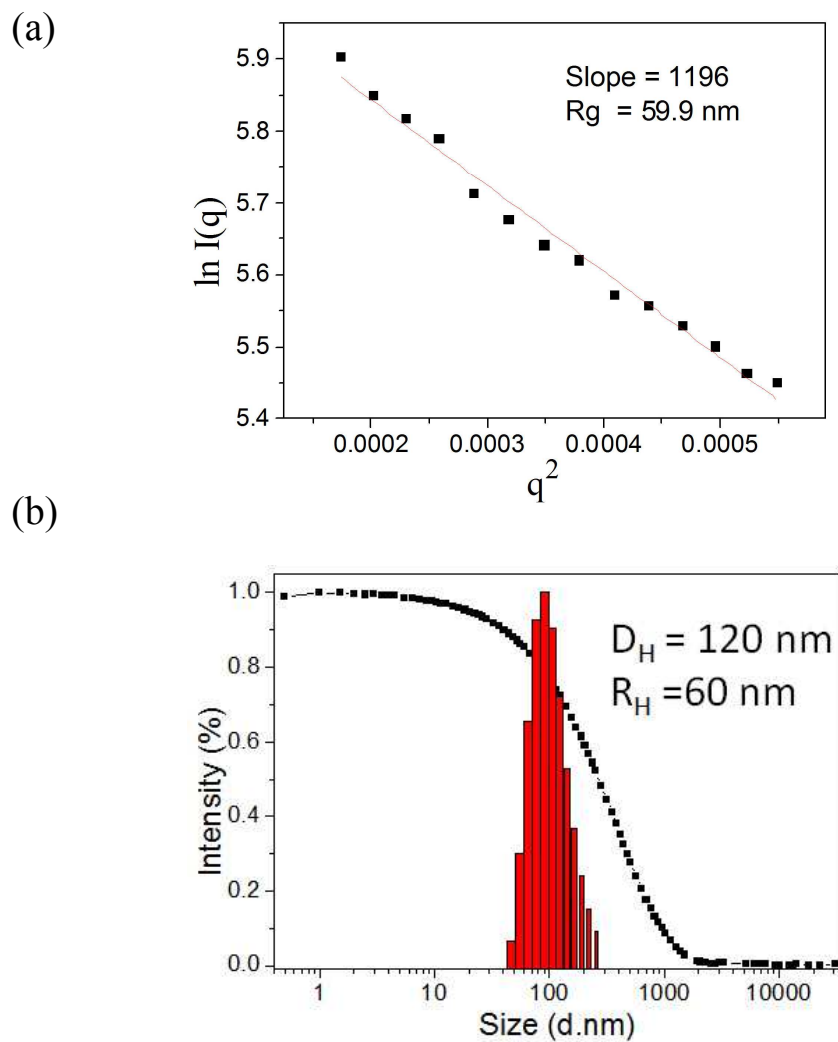 (a)
Slope = 1196
Rg = 59.9 nm
5.9
5.8
5.7
5.6
5.5
5.4
ln I(q)
0.0002 0.0003 0.0004 0.0005
q²
(b)
D_H = 120 nm
R_H =60 nm
1.0
0.8
0.6
0.4
0.2
0.0
Intensity (%)
1 10 100 1000 10000
Size (d.nm)